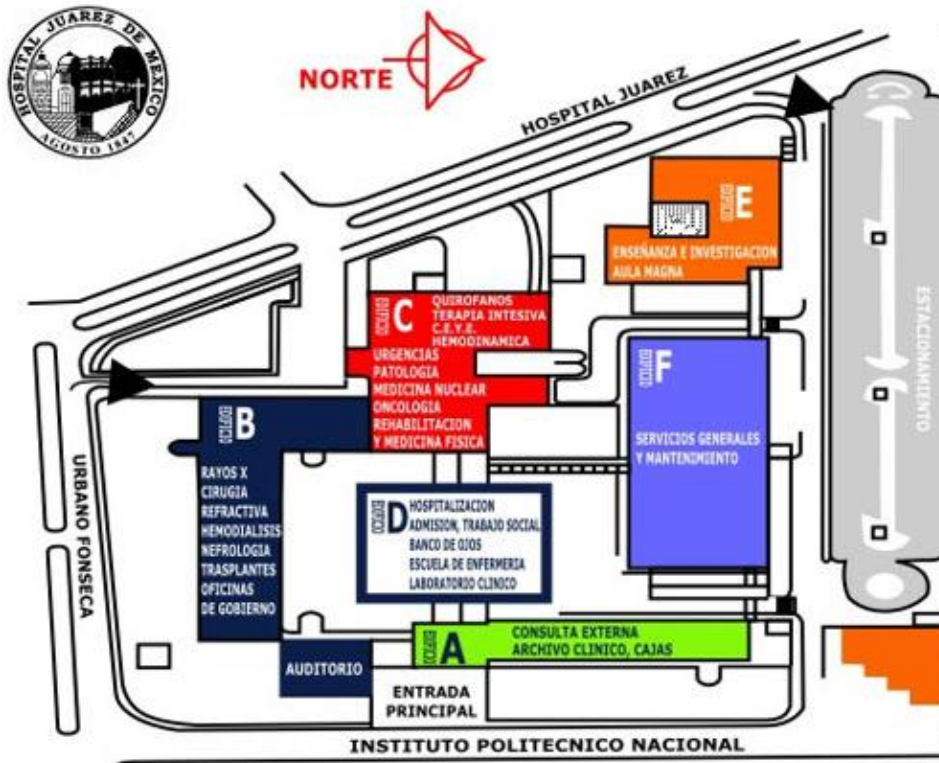 HOSPITAL JUAREZ DE MEXICO
AGOSTO 1847
NORTE
HOSPITAL JUAREZ
EDIFICIO E
ENSEÑANZA E INVESTIGACION
AULA MAGNA
EDIFICIO C
QUIROFANOS
TERAPIA INTESIVA
C.E.Y.E.
HEMODINAMICA
URGENCIAS
PATOLOGIA
MEDICINA NUCLEAR
ONCOLOGIA
REHABILITACION
Y MEDICINA FISICA
EDIFICIO F
SERVICIOS GENERALES
Y MANTENIMIENTO
ESTACIONAMIENTO
EDIFICIO B
RAYOS X
CIRUGIA
REFRACTIVA
HEMODIALISIS
NEFROLOGIA
TRASPLANTES
OFICINAS
DE GOBIERNO
URBANO FONSECA
EDIFICIO D
HOSPITALIZACION
ADMISION, TRABAJO SOCIAL,
BANCO DE OJOS
ESCUELA DE ENFERMERIA
LABORATORIO CLINICO
EDIFICIO A
CONSULTA EXTERNA
ARCHIVO CLINICO, CAJAS
AUDITORIO
ENTRADA
PRINCIPAL
INSTITUTO POLITECNICO NACIONAL